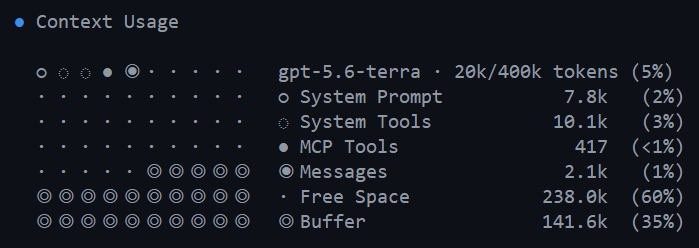 ● Context Usage
○ ◌ ◌ ● ◉ · · · · · gpt-5.6-terra · 20k/400k tokens (5%)
· · · · · · · · · · ○ System Prompt 7.8k (2%)
· · · · · · · · · · ◌ System Tools 10.1k (3%)
· · · · · · · · · · ● MCP Tools 417 (<1%)
· · · · · ◎ ◎ ◎ ◎ ◎ ◉ Messages 2.1k (1%)
◎ ◎ ◎ ◎ ◎ ◎ ◎ ◎ ◎ ◎ · Free Space 238.0k (60%)
◎ ◎ ◎ ◎ ◎ ◎ ◎ ◎ ◎ ◎ ◎ Buffer 141.6k (35%)